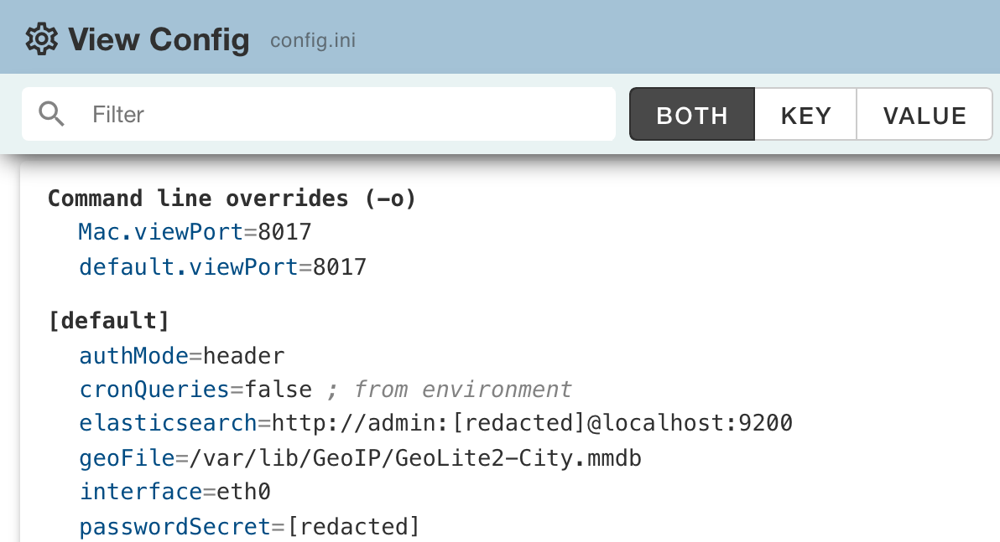 View Config config.ini
Filter BOTH KEY VALUE
Command line overrides (-o)
Mac.viewPort=8017
default.viewPort=8017
[default]
authMode=header
cronQueries=false ; from environment
elasticsearch=http://admin:[redacted]@localhost:9200
geoFile=/var/lib/GeoIP/GeoLite2-City.mmdb
interface=eth0
passwordSecret=[redacted]